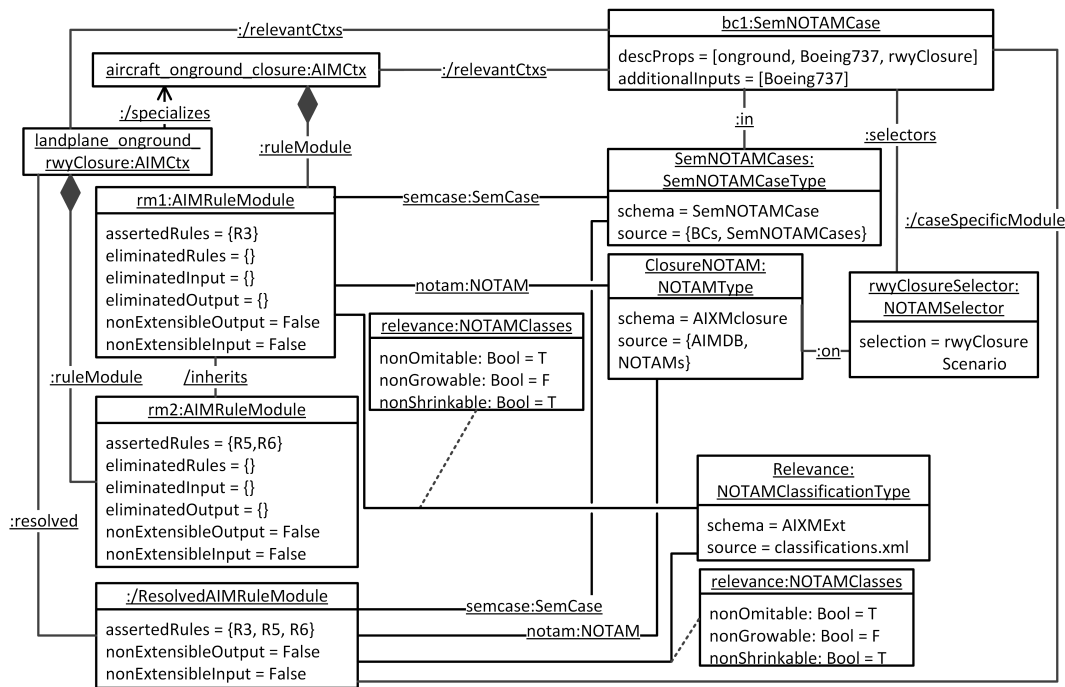 :/relevantCtxs
bc1:SemNOTAMCase
descProps = [onground, Boeing737, rwyClosure]
additionalInputs = [Boeing737]
aircraft_onground_closure:AIMCtx
:/relevantCtxs
:/specializes
landplane_onground_
rwyClosure:AIMCtx
:ruleModule
:in
:selectors
SemNOTAMCases:
SemNOTAMCaseType
schema = SemNOTAMCase
source = {BCs, SemNOTAMCases}
rm1:AIMRuleModule
assertedRules = {R3}
eliminatedRules = {}
eliminatedInput = {}
eliminatedOutput = {}
nonExtensibleOutput = False
nonExtensibleInput = False
semcase:SemCase
:/caseSpecificModule
notam:NOTAM
ClosureNOTAM:
NOTAMType
schema = AIXMclosure
source = {AIMDB,
NOTAMs}
rwyClosureSelector:
NOTAMSelector
selection = rwyClosure
Scenario
:on
relevance:NOTAMClasses
nonOmitable: Bool = T
nonGrowable: Bool = F
nonShrinkable: Bool = T
:ruleModule
/inherits
rm2:AIMRuleModule
assertedRules = {R5,R6}
eliminatedRules = {}
eliminatedInput = {}
eliminatedOutput = {}
nonExtensibleOutput = False
nonExtensibleInput = False
:resolved
Relevance:
NOTAMClassificationType
schema = AIXMExt
source = classifications.xml
:/ResolvedAIMRuleModule
assertedRules = {R3, R5, R6}
nonExtensibleOutput = False
nonExtensibleInput = False
semcase:SemCase
notam:NOTAM
relevance:NOTAMClasses
nonOmitable: Bool = T
nonGrowable: Bool = F
nonShrinkable: Bool = T